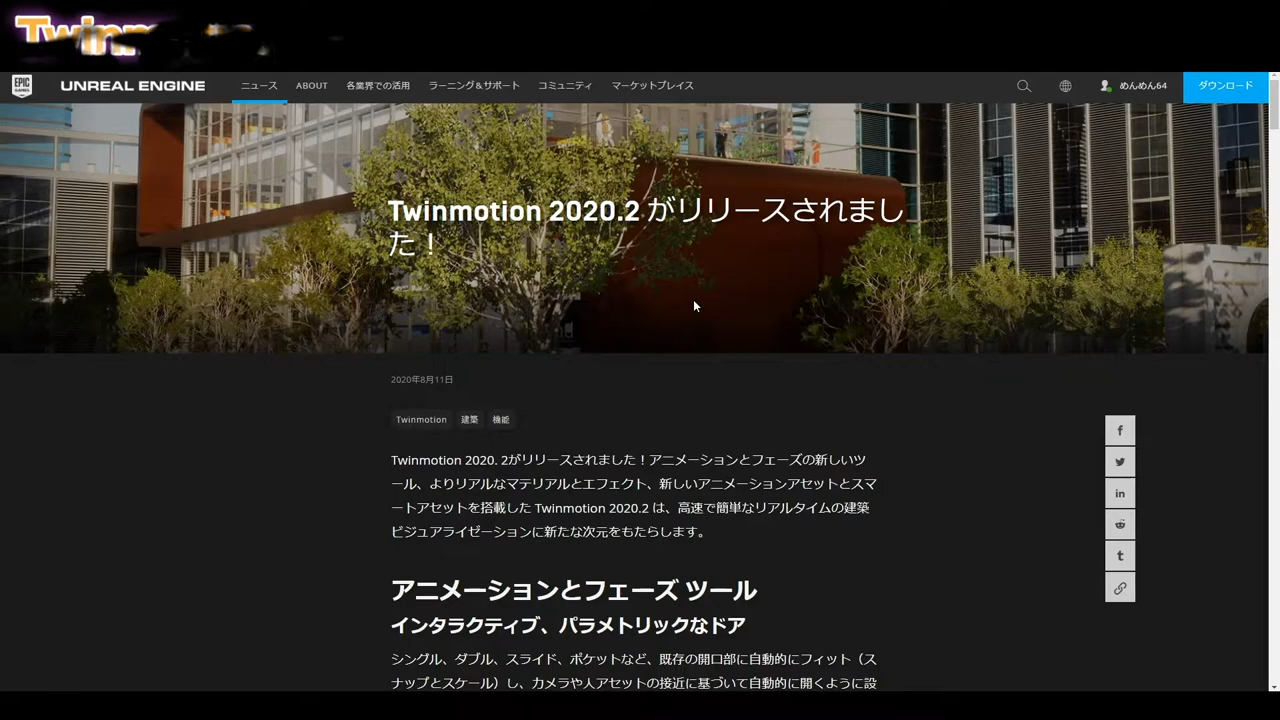 EPIC GAMES
UNREAL ENGINE
ニュース
ABOUT
各業界での活用
ラーニング&サポート
コミュニティ
マーケットプレイス
めんめん64
ダウンロード
Twinmotion 2020.2 がリリースされまし
た！
2020年8月11日
Twinmotion
建築
機能
Twinmotion 2020. 2がリリースされました！アニメーションとフェーズの新しいツ
ール、よりリアルなマテリアルとエフェクト、新しいアニメーションアセットとスマ
ートアセットを搭載した Twinmotion 2020.2 は、高速で簡単なリアルタイムの建築
ビジュアライゼーションに新たな次元をもたらします。
アニメーションとフェーズ ツール
インタラクティブ、パラメトリックなドア
シングル、ダブル、スライド、ポケットなど、既存の開口部に自動的にフィット（ス
ナップとスケール）し、カメラや人アセットの接近に基づいて自動的に開くように設